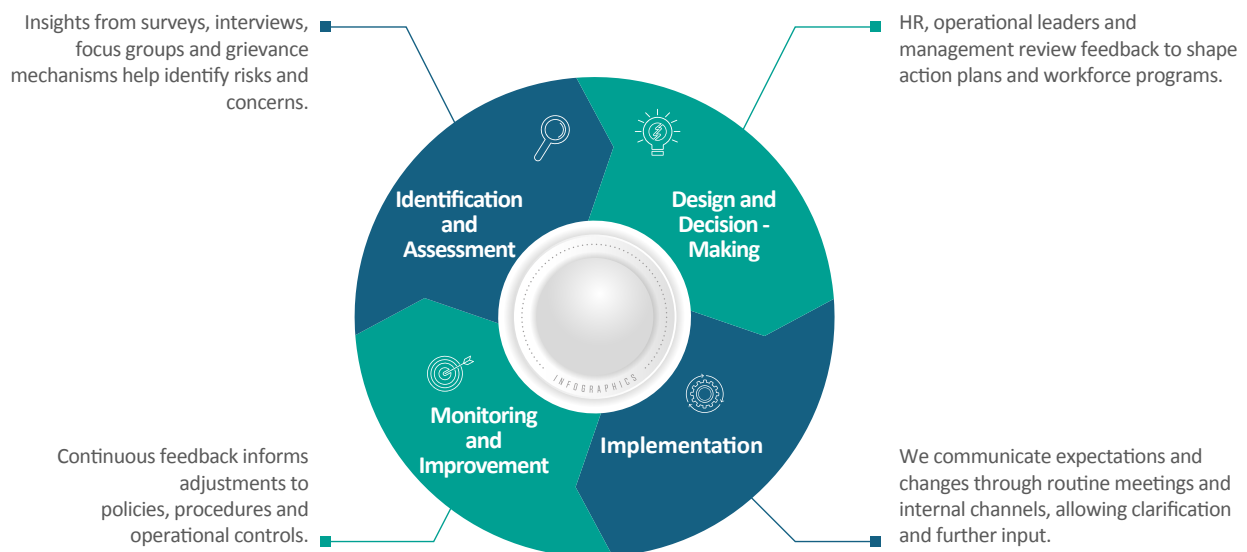 Insights from surveys, interviews,
focus groups and grievance
mechanisms help identify risks and
concerns.
HR, operational leaders and
management review feedback to shape
action plans and workforce programs.
Identification
and
Assessment
Design and
Decision -
Making
INFOGRAPHICS
Monitoring
and
Improvement
Implementation
Continuous feedback informs
adjustments to
policies, procedures and
operational controls.
We communicate expectations and
changes through routine meetings and
internal channels, allowing clarification
and further input.